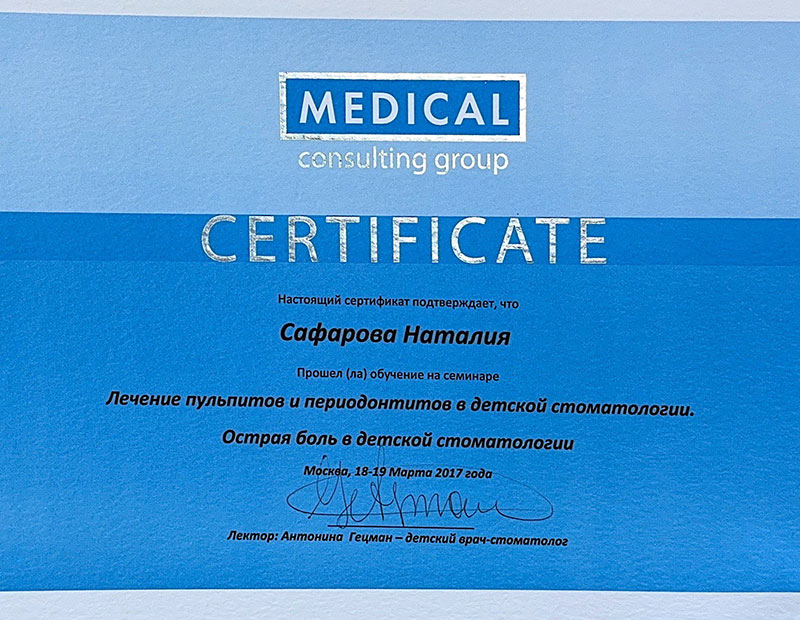 MEDICAL
consulting group
CERTIFICATE
Настоящий сертификат подтверждает, что
Сафарова Наталия
Прошел (ла) обучение на семинаре
Лечение пульпитов и периодонтитов в детской стоматологии.
Острая боль в детской стоматологии
Москва, 18-19 Марта 2017 года
Лектор: Антонина Гецман – детский врач-стоматолог